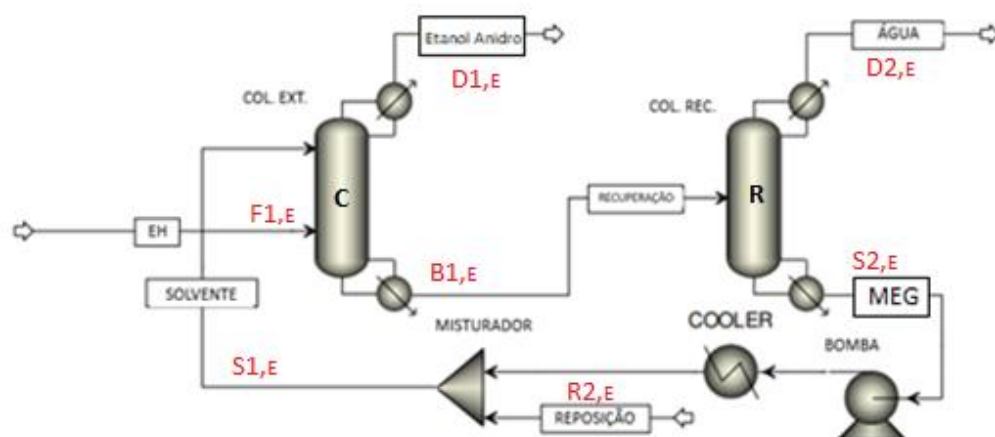 Etanol Anidro
D1,E
ÁGUA
D2,E
COL. EXT.
COL. REC.
C
R
RECUPERAÇÃO
F1,E
EH
B1,E
S2,E
MEG
SOLVENTE
MISTURADOR
COOLER
BOMBA
S1,E
R2,E
REPOSIÇÃO